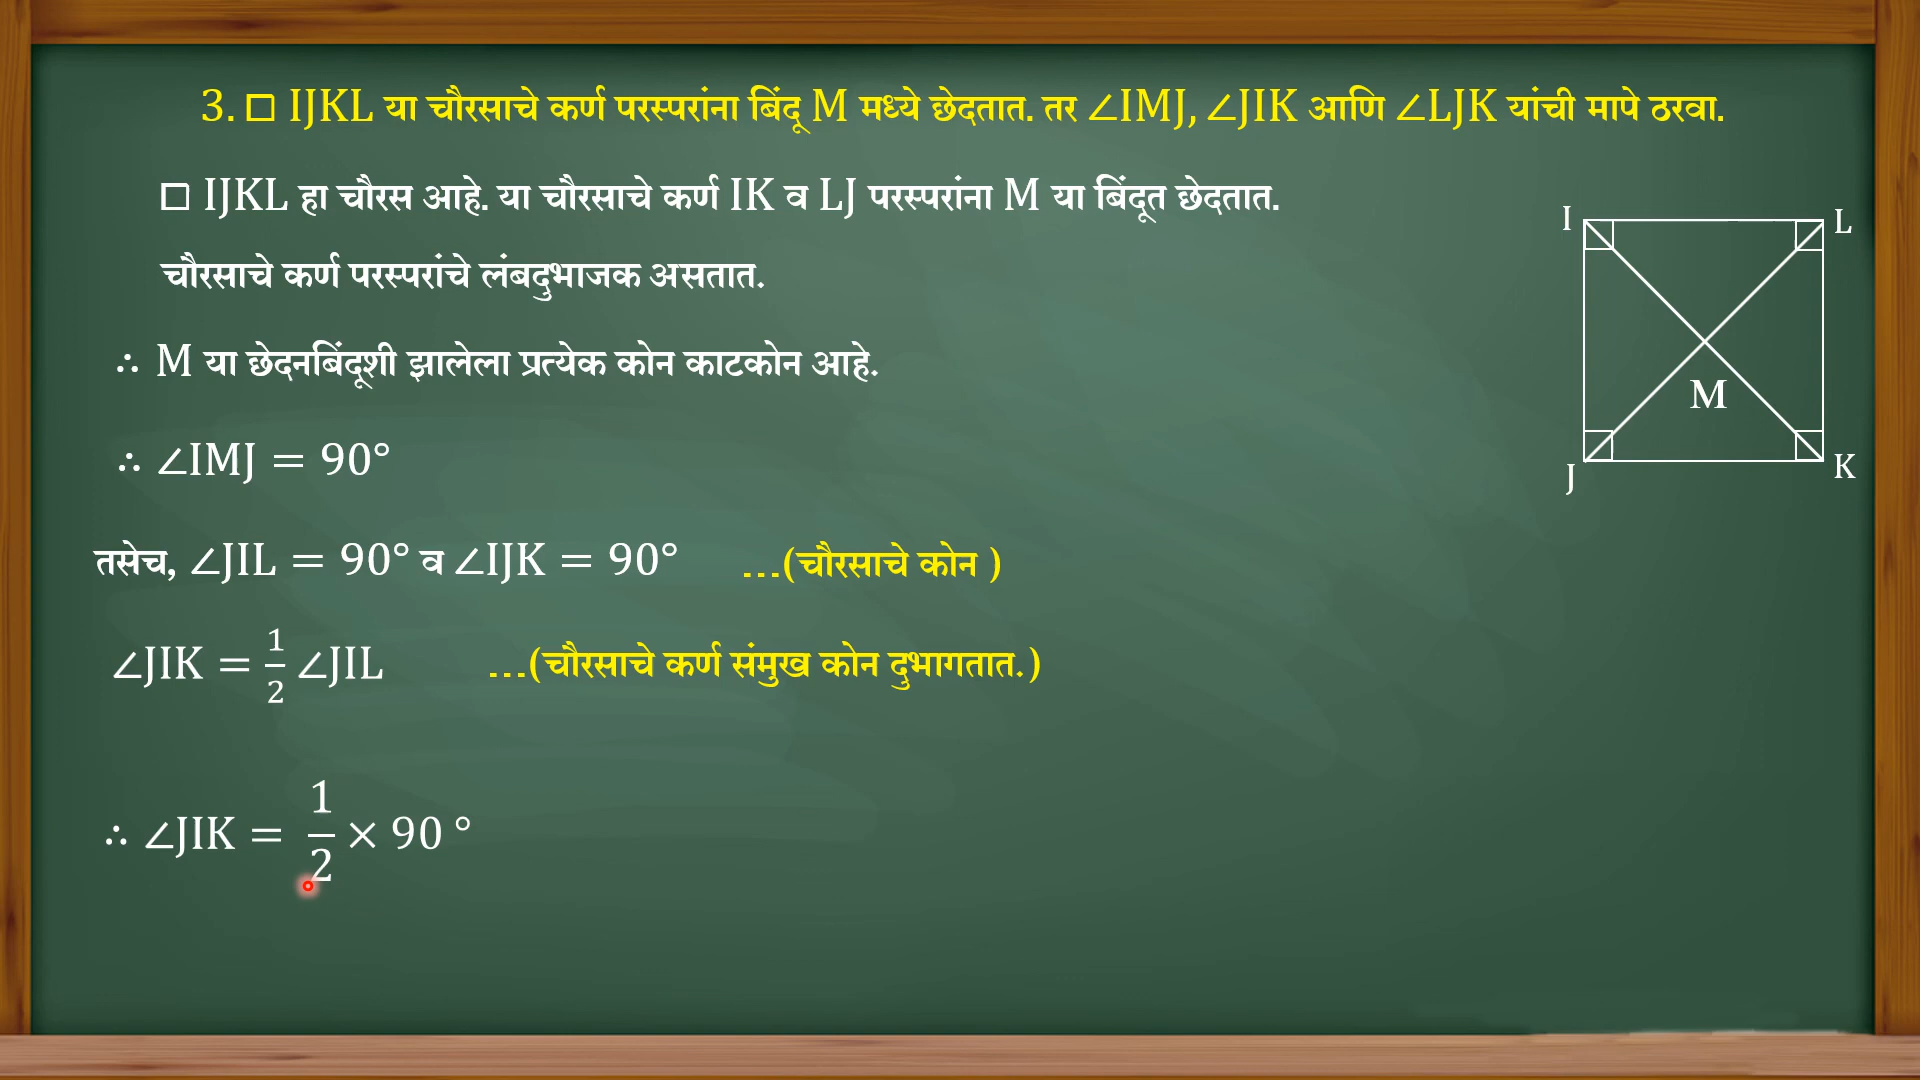 3. □ IJKL या चौरसाचे कर्ण परस्परांना बिंदू M मध्ये छेदतात. तर ∠IMJ, ∠JIK आणि ∠LJK यांची मापे ठरवा.
□ IJKL हा चौरस आहे. या चौरसाचे कर्ण IK व LJ परस्परांना M या बिंदूत छेदतात.
चौरसाचे कर्ण परस्परांचे लंबदुभाजक असतात.
∴ M या छेदनबिंदूशी झालेला प्रत्येक कोन काटकोन आहे.
∴ ∠IMJ = 90°
तसेच, ∠JIL = 90° व ∠IJK = 90° ...(चौरसाचे कोन )
∠JIK = 1/2 ∠JIL ...(चौरसाचे कर्ण संमुख कोन दुभागतात.)
∴ ∠JIK = 1/2 × 90 °
I
L
M
J
K